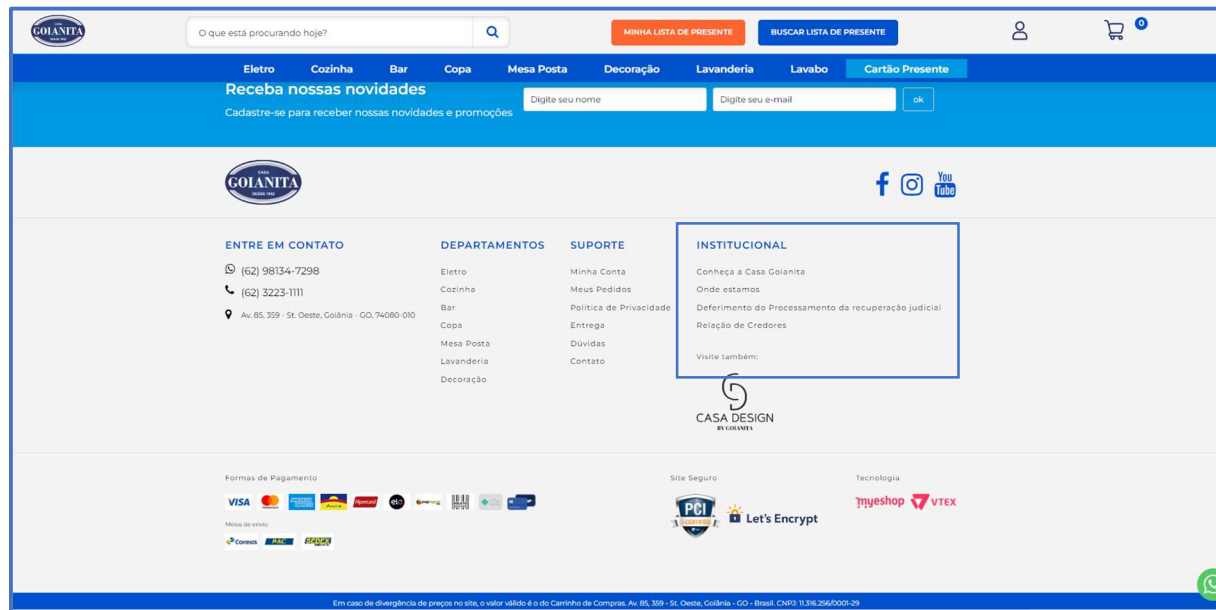 CASA
GOIANITA
DESDE 1952
O que está procurando hoje?
MINHA LISTA DE PRESENTE
BUSCAR LISTA DE PRESENTE
0
Eletro Cozinha Bar Copa Mesa Posta Decoração Lavanderia Lavabo Cartão Presente
Receba nossas novidades
Cadastre-se para receber nossas novidades e promoções
Digite seu nome
Digite seu e-mail
ok
CASA
GOIANITA
DESDE 1952
You
Tube
ENTRE EM CONTATO
(62) 98134-7298
(62) 3223-1111
Av. 85, 359 - St. Oeste, Goiânia - GO, 74080-010
DEPARTAMENTOS
Eletro
Cozinha
Bar
Copa
Mesa Posta
Lavanderia
Decoração
SUPORTE
Minha Conta
Meus Pedidos
Política de Privacidade
Entrega
Dúvidas
Contato
INSTITUCIONAL
Conheça a Casa Goianita
Onde estamos
Deferimento do Processamento da recuperação judicial
Relação de Credores
Visite também:
CASA DESIGN
BY GOIANITA
Formas de Pagamento
VISA
Aura
Hipercard
elo
Meios de envio
Correios PAC SEDEX
Site Seguro
PCI
CERTIFIED
Let's Encrypt
Tecnologia
myeshop VTEX
Em caso de divergência de preços no site, o valor válido é o do Carrinho de Compras. Av. 85, 359 - St. Oeste, Goiânia - GO - Brasil. CNPJ: 11.316.256/0001-29